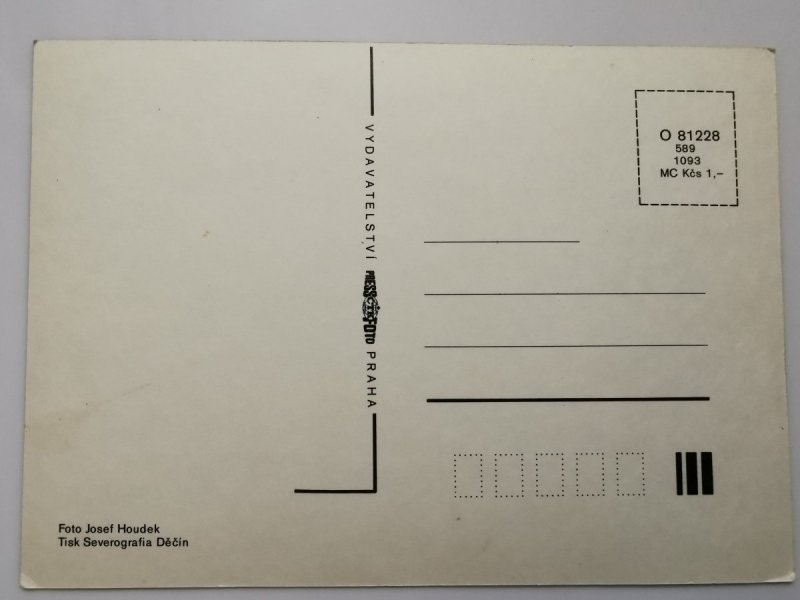 VYDAVATELSTVÍ PRESSFOTO PRAHA
O 81228
589
1093
MC Kčs 1,–
Foto Josef Houdek
Tisk Severografia Děčín